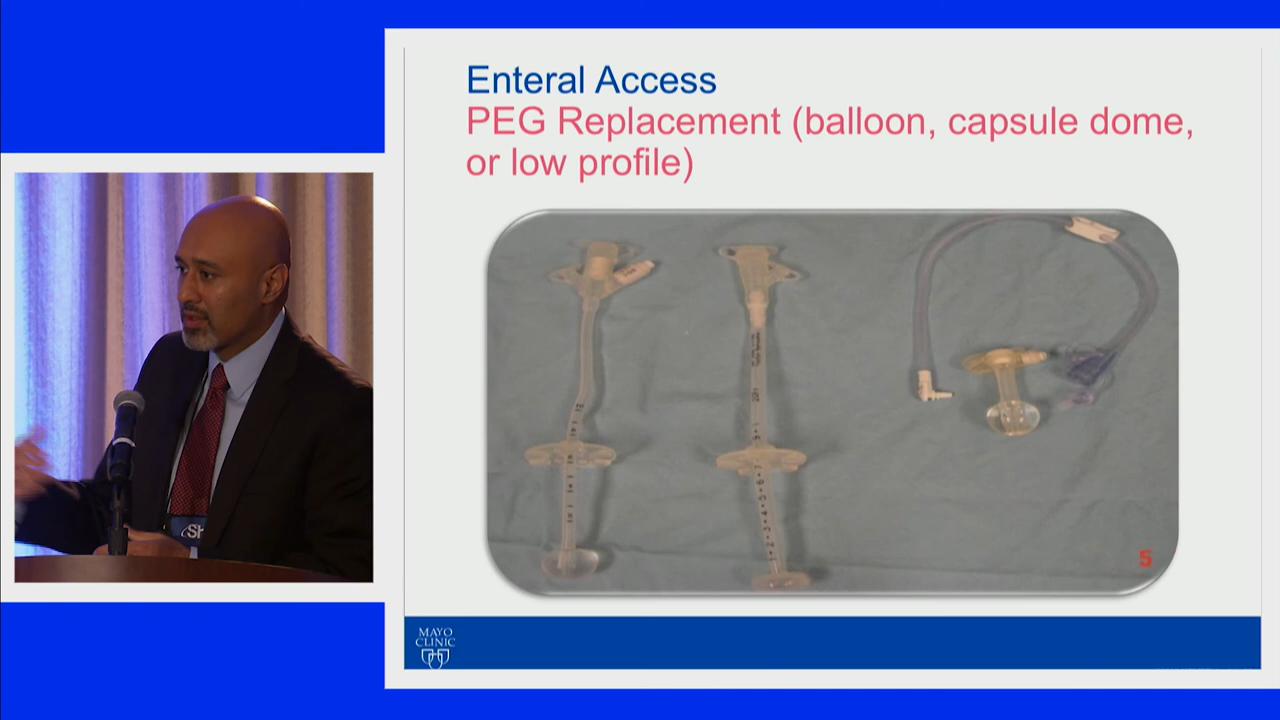 Enteral Access
PEG Replacement (balloon, capsule dome,
or low profile)
5
MAYO
CLINIC